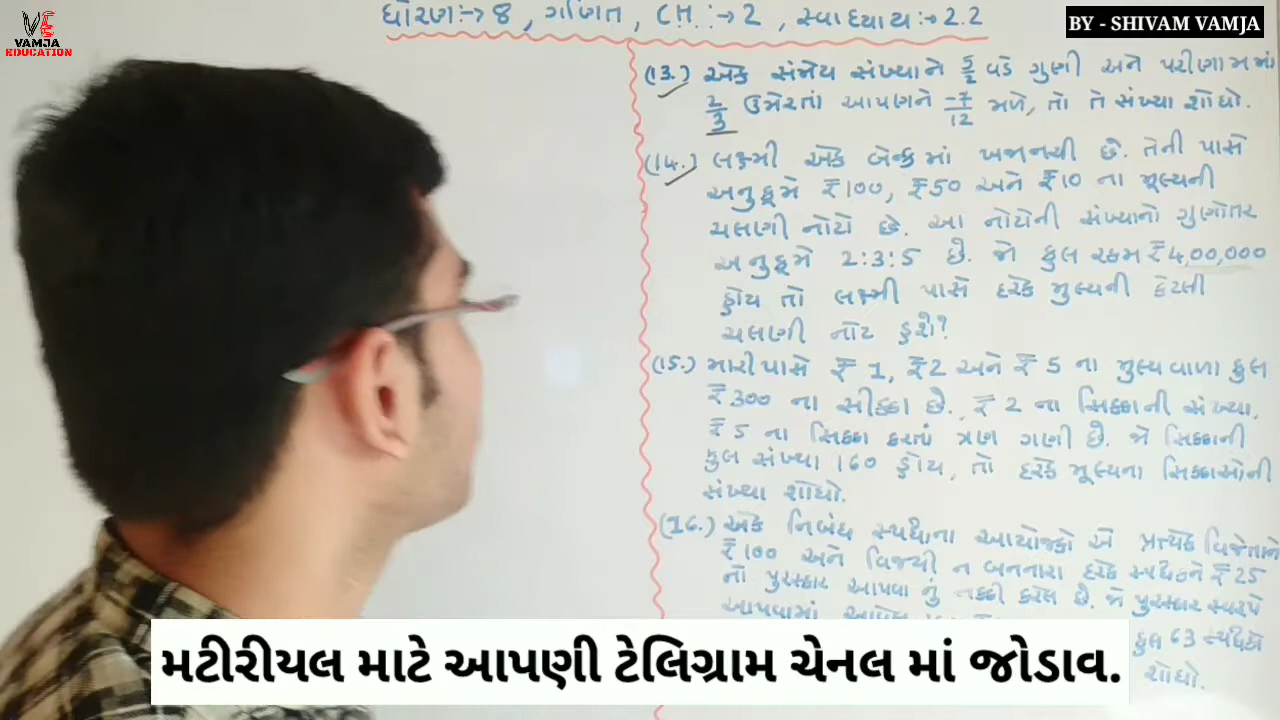 VE
VAMJA
EDUCATION
ધોરણ:→ 8 , ગણિત , CH.:→ 2 , સ્વાધ્યાય:→ 2.2
BY - SHIVAM VAMJA
(13.) એક સંમેય સંખ્યાને 5/2 વડે ગુણી અને પરીણામમાં
2/3 ઉમેરતાં આપણને -7/12 મળે, તો તે સંખ્યા શોધો.
(14.) લક્ષ્મી એક બેન્કમાં ખજાનચી છે. તેની પાસે
અનુક્રમે ₹100, ₹50 અને ₹10 ના મૂલ્યની
ચલણી નોટો છે. આ નોટોની સંખ્યાનો ગુણોતર
અનુક્રમે 2:3:5 છે. જો કુલ રકમ ₹4,00,000
હોય તો લક્ષ્મી પાસે દરેક મુલ્યની કેટલી
ચલણી નોટ હશે?
(15.) મારી પાસે ₹ 1, ₹2 અને ₹ 5 ના મુલ્ય વાળા કુલ
₹300 ના સીક્કા છે. ₹ 2 ના સિક્કાની સંખ્યા,
₹ 5 ના સિક્કા કરતાં ત્રણ ગણી છે. જો સિક્કાની
કુલ સંખ્યા 160 હોય, તો દરેક મૂલ્યના સિક્કાઓની
સંખ્યા શોધો.
(16.) એક નિબંધ સ્પર્ધાના આયોજકો એ પ્રત્યેક વિજેતાને
₹100 અને વિજયી ન બનનારા દરેક સ્પર્ધકને ₹25
નો પુરસ્કાર આપવા નું નક્કી કરેલ છે. જો પુરસ્કાર સ્વરૂપે
આપવામાં આવેલ
કુલ 63 સ્પર્ધકો
શોધો.
મટીરીયલ માટે આપણી ટેલિગ્રામ ચેનલ માં જોડાવ.